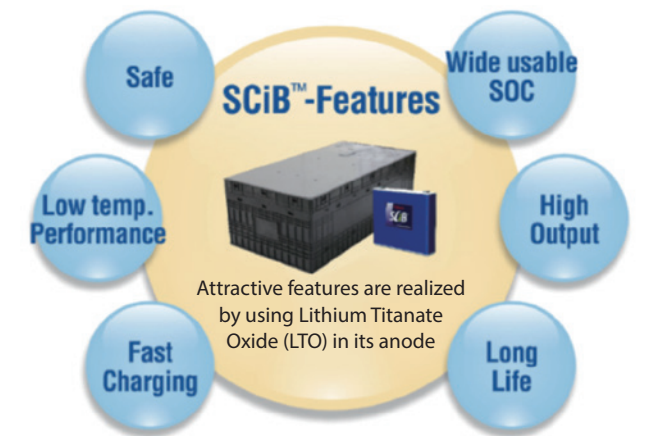 Safe
Wide usable
SOC
SCiB™-Features
Low temp.
Performance
High
Output
SCiB
Attractive features are realized
by using Lithium Titanate
Oxide (LTO) in its anode
Fast
Charging
Long
Life